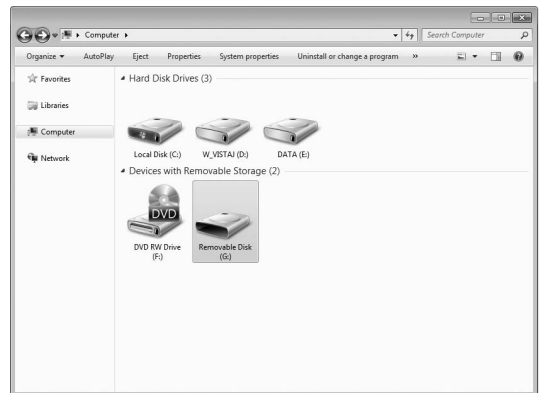 Computer
Search Computer
Organize AutoPlay Eject Properties System properties Uninstall or change a program »
Favorites
Libraries
Computer
Network
Hard Disk Drives (3)
Local Disk (C:) W_VISTAJ (D:) DATA (E:)
Devices with Removable Storage (2)
DVD
DVD RW Drive (F:)
Removable Disk (G:)